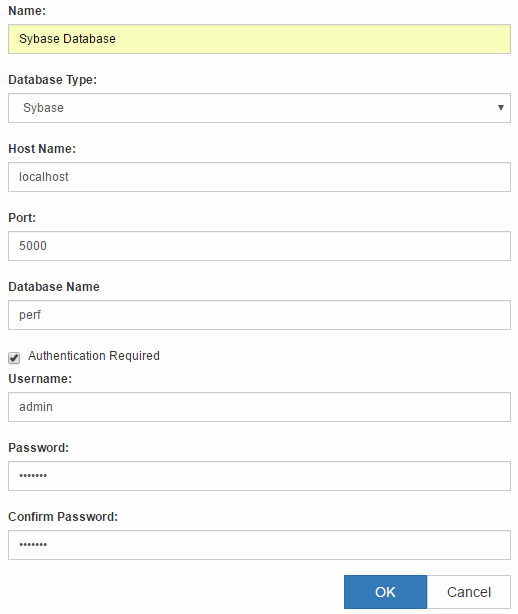 Name:
Sybase Database
Database Type:
Sybase
Host Name:
localhost
Port:
5000
Database Name
perf
Authentication Required
Username:
admin
Password:
•••••••
Confirm Password:
•••••••
OK Cancel